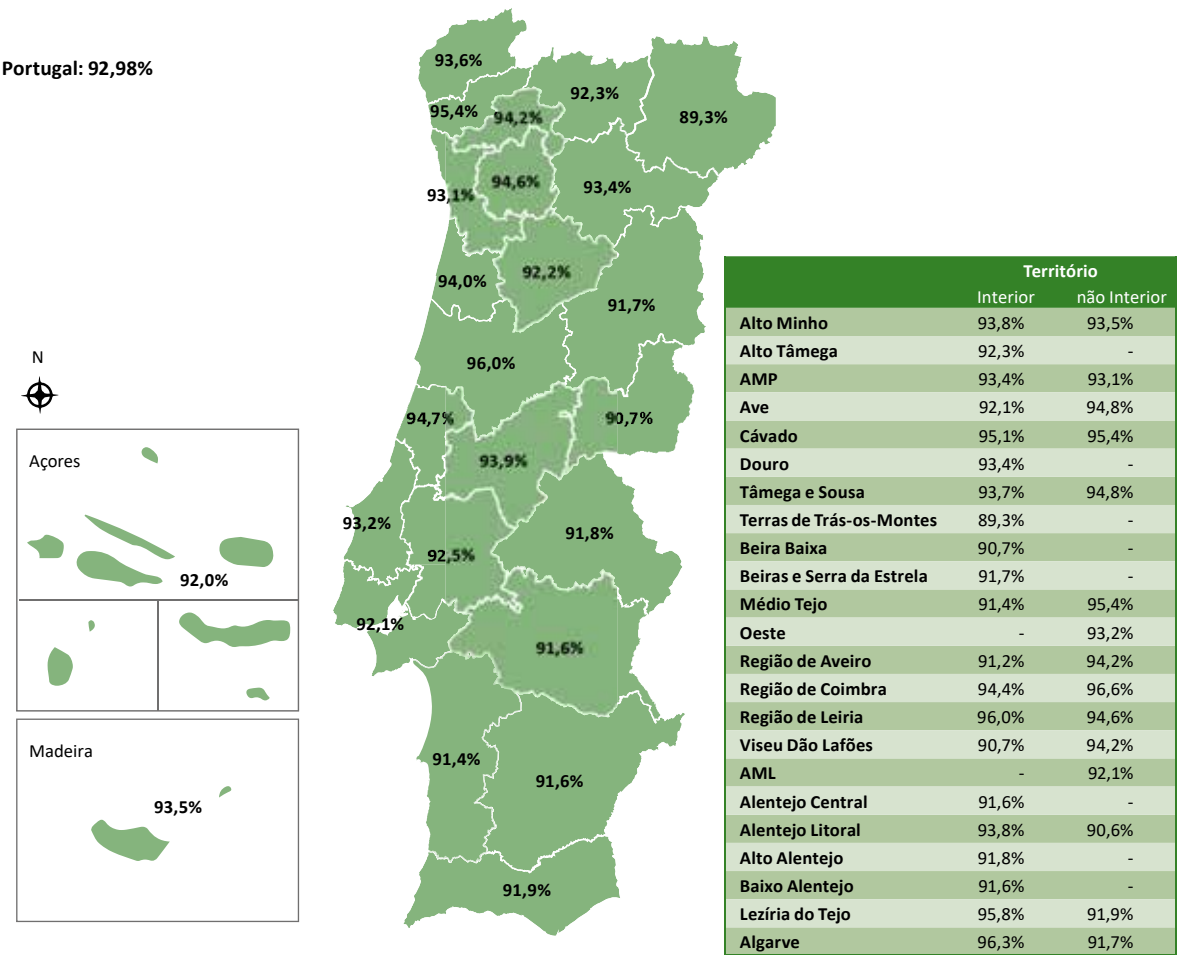 Portugal: 92,98%
93,6%
92,3%
89,3%
95,4%
94,2%
94,6%
93,4%
93,1%
92,2%
94,0%
91,7%
96,0%
94,7%
90,7%
93,9%
93,2%
92,5%
91,8%
92,1%
91,6%
91,4%
91,6%
91,9%
N
Açores
92,0%
Madeira
93,5%
Território
Interior não Interior
Alto Minho 93,8% 93,5%
Alto Tâmega 92,3% -
AMP 93,4% 93,1%
Ave 92,1% 94,8%
Cávado 95,1% 95,4%
Douro 93,4% -
Tâmega e Sousa 93,7% 94,8%
Terras de Trás-os-Montes 89,3% -
Beira Baixa 90,7% -
Beiras e Serra da Estrela 91,7% -
Médio Tejo 91,4% 95,4%
Oeste - 93,2%
Região de Aveiro 91,2% 94,2%
Região de Coimbra 94,4% 96,6%
Região de Leiria 96,0% 94,6%
Viseu Dão Lafões 90,7% 94,2%
AML - 92,1%
Alentejo Central 91,6% -
Alentejo Litoral 93,8% 90,6%
Alto Alentejo 91,8% -
Baixo Alentejo 91,6% -
Lezíria do Tejo 95,8% 91,9%
Algarve 96,3% 91,7%